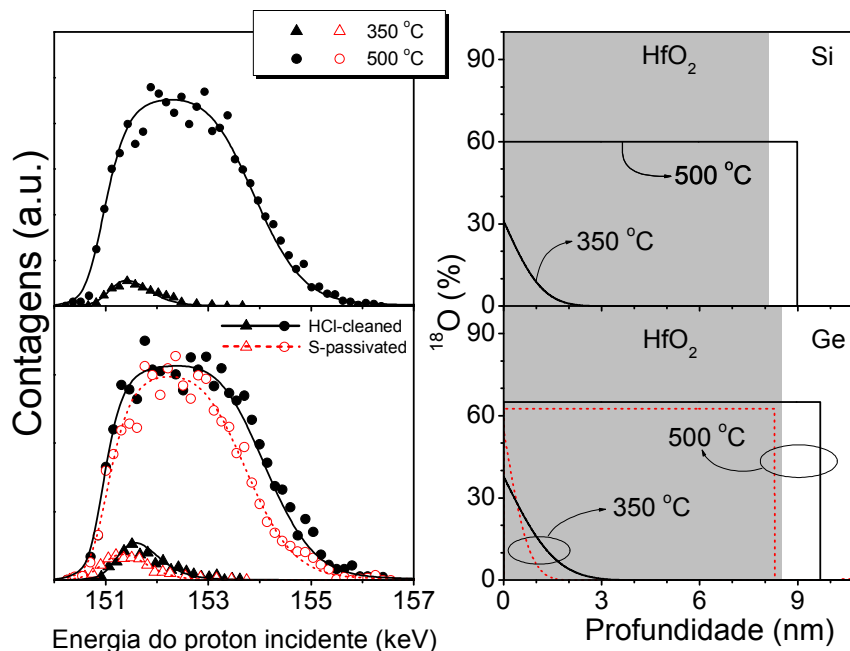 350 °C
500 °C
Contagens (a.u.)
HCl-cleaned
S-passivated
151 153 155 157
Energia do proton incidente (keV)
¹⁸O (%)
90
60
30
0
HfO₂ Si
500 °C
350 °C
90
60
30
0
HfO₂ Ge
500 °C
350 °C
0 3 6 9
Profundidade (nm)